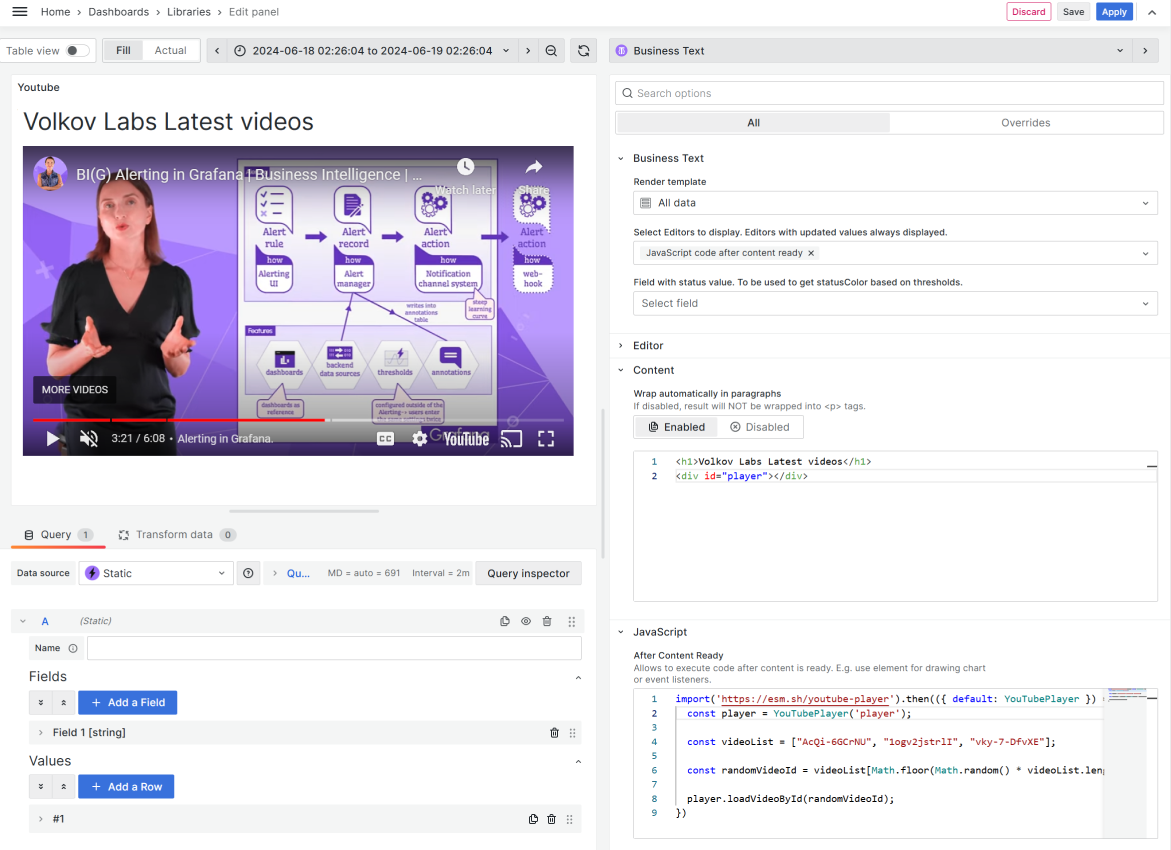 Home › Dashboards › Libraries › Edit panel
Discard Save Apply
Table view Fill Actual 2024-06-18 02:26:04 to 2024-06-19 02:26:04
Youtube
Volkov Labs Latest videos
BI(G) Alerting in Grafana | Business Intelligence | ...
Watch later
Share
Alert rule
Alert record
Alert action
Alert action
how
how
how
how
Alerting UI
Alert manager
Notification channel system
web-hook
steep learning curve
writes into annotations table
Features
dashboards
backend data sources
thresholds
annotations
dashboards as reference
configured outside of the Alerting→ users enter the same settings twice
MORE VIDEOS
3:21 / 6:08 • Alerting in Grafana.
CC
Grafana
YouTube
Query 1 Transform data 0
Data source Static Qu... MD = auto = 691 Interval = 2m Query inspector
A (Static)
Name
Fields
+ Add a Field
Field 1 [string]
Values
+ Add a Row
#1
Business Text
Search options
All Overrides
Business Text
Render template
All data
Select Editors to display. Editors with updated values always displayed.
JavaScript code after content ready ×
Field with status value. To be used to get statusColor based on thresholds.
Select field
Editor
Content
Wrap automatically in paragraphs
If disabled, result will NOT be wrapped into <p> tags.
Enabled Disabled
1 <h1>Volkov Labs Latest videos</h1>
2 <div id="player"></div>
JavaScript
After Content Ready
Allows to execute code after content is ready. E.g. use element for drawing chart
or event listeners.
1 import('https://esm.sh/youtube-player').then(({ default: YouTubePlayer })
2 const player = YouTubePlayer('player');
3
4 const videoList = ["AcQi-6GCrNU", "1ogv2jstrlI", "vky-7-DfvXE"];
5
6 const randomVideoId = videoList[Math.floor(Math.random() * videoList.leng
7
8 player.loadVideoById(randomVideoId);
9 })